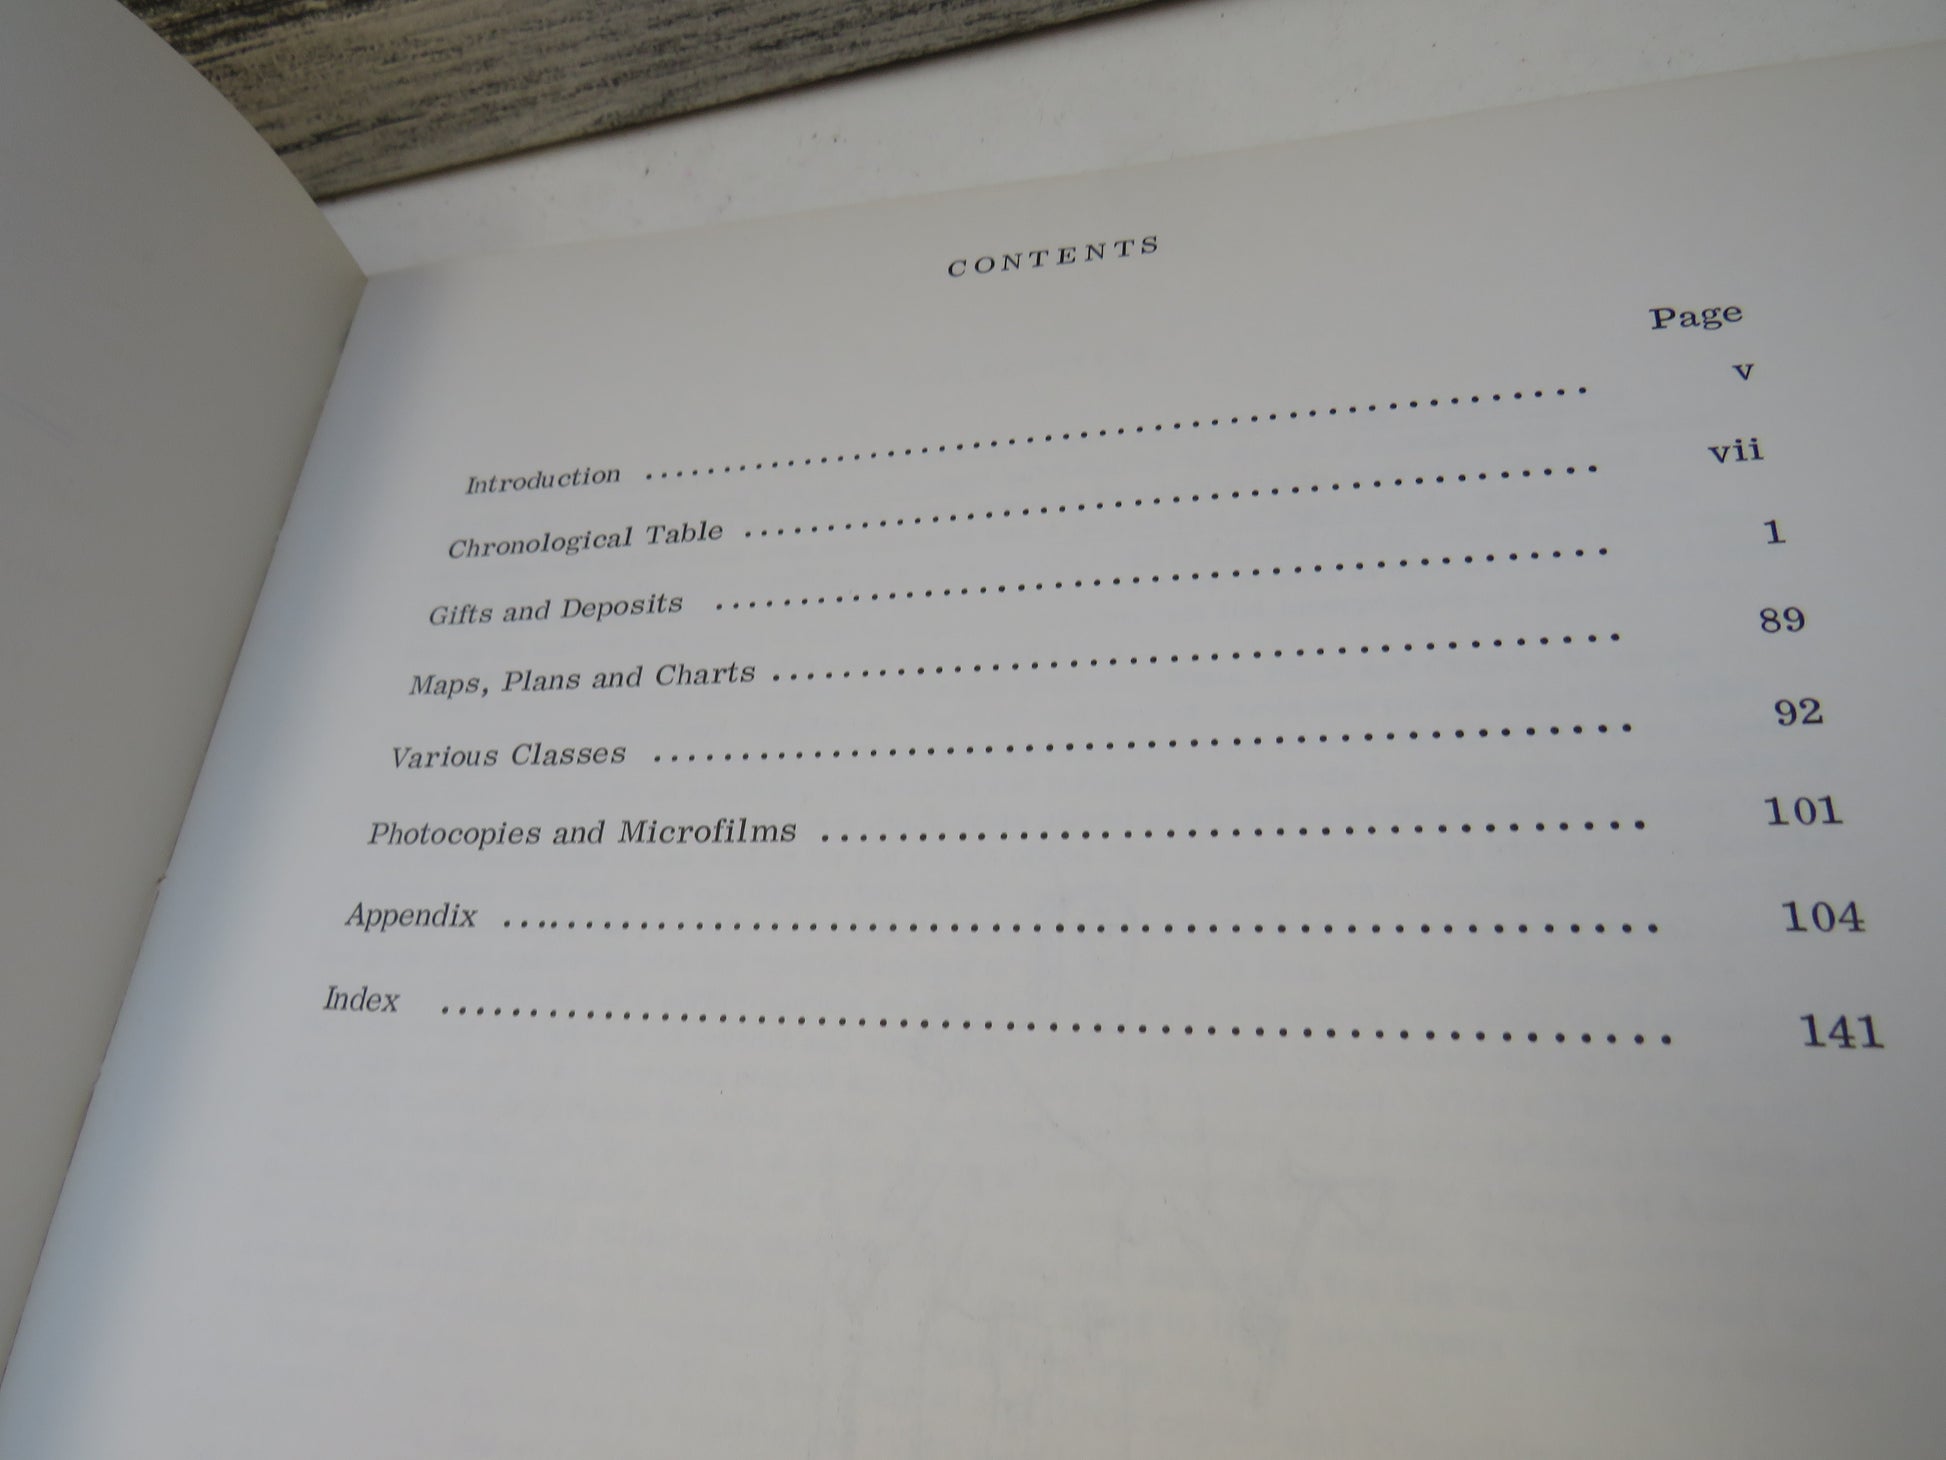 CONTENTS
Page
Introduction ........................................................ v
Chronological Table ................................................ vii
Gifts and Deposits ................................................ 1
Maps, Plans and Charts ............................................ 89
Various Classes .................................................. 92
Photocopies and Microfilms ........................................ 101
Appendix ........................................................ 104
Index ............................................................ 141